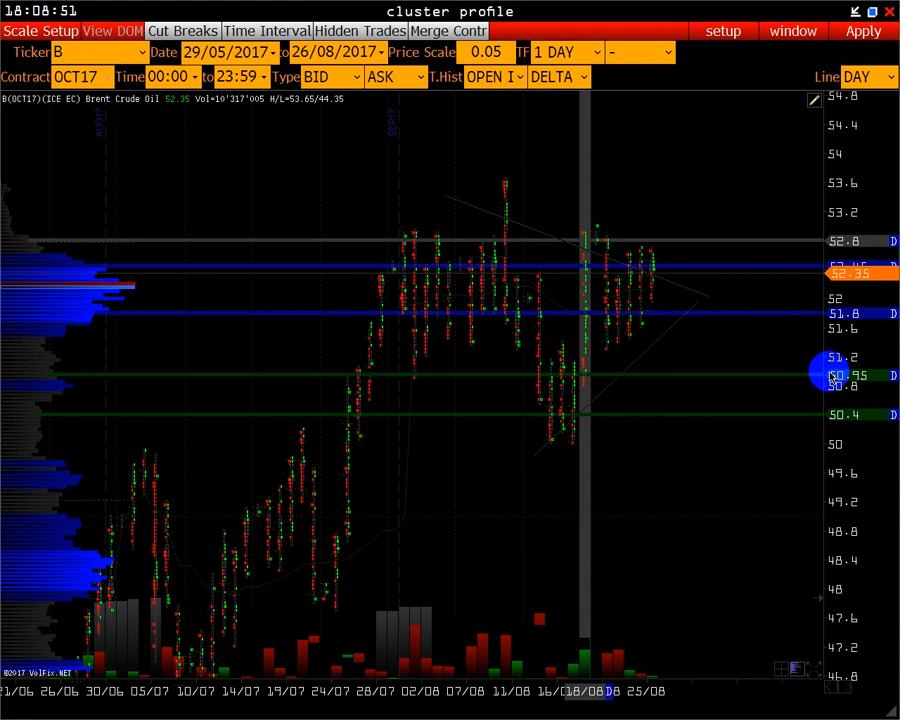 18:08:51 cluster profile
Scale Setup View DOM Cut Breaks Time Interval Hidden Trades Merge Contr setup window Apply
Ticker B Date 29/05/2017 to 26/08/2017 Price Scale 0.05 TF 1 DAY -
Contract OCT17 Time 00:00 to 23:59 Type BID ASK T.Hist OPEN I DELTA Line DAY
B(OCT17)(ICE EC) Brent Crude Oil 52.35 Vol=10'317'005 H/L=53.65/44.35
AUG17 SEP17
54.8
54.4
54
53.6
53.2
52.8 D
52.35
52
51.8 D
51.6
51.2
50.95 D
50.8
50.4 D
50
49.6
49.2
48.8
48.4
48
47.6
47.2
46.8
©2017 VolFix.NET
21/06 26/06 30/06 05/07 10/07 14/07 19/07 24/07 28/07 02/08 07/08 11/08 18/08 25/08